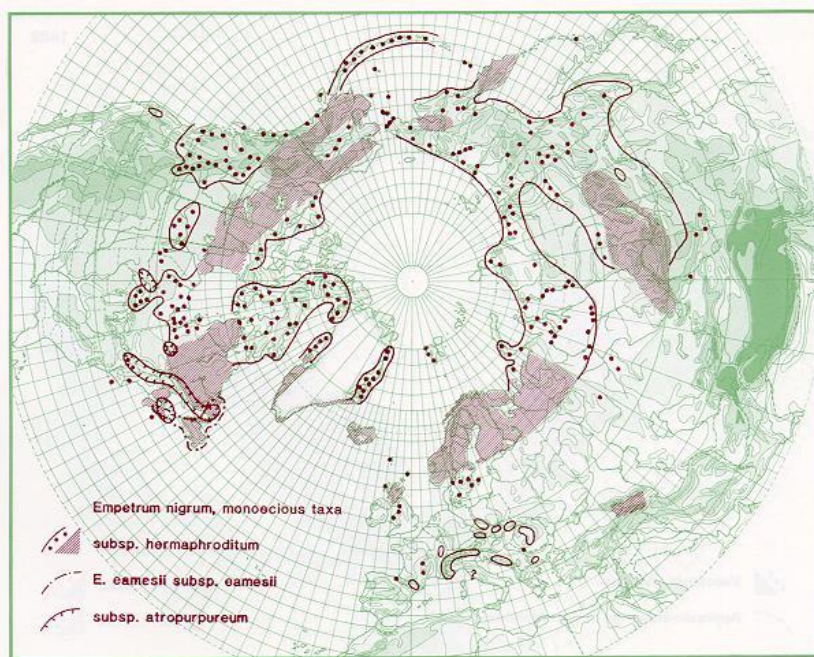 Empetrum nigrum, monoecious taxa
subsp. hermaphroditum
E. eamesii subsp. eamesii
subsp. atropurpureum
?